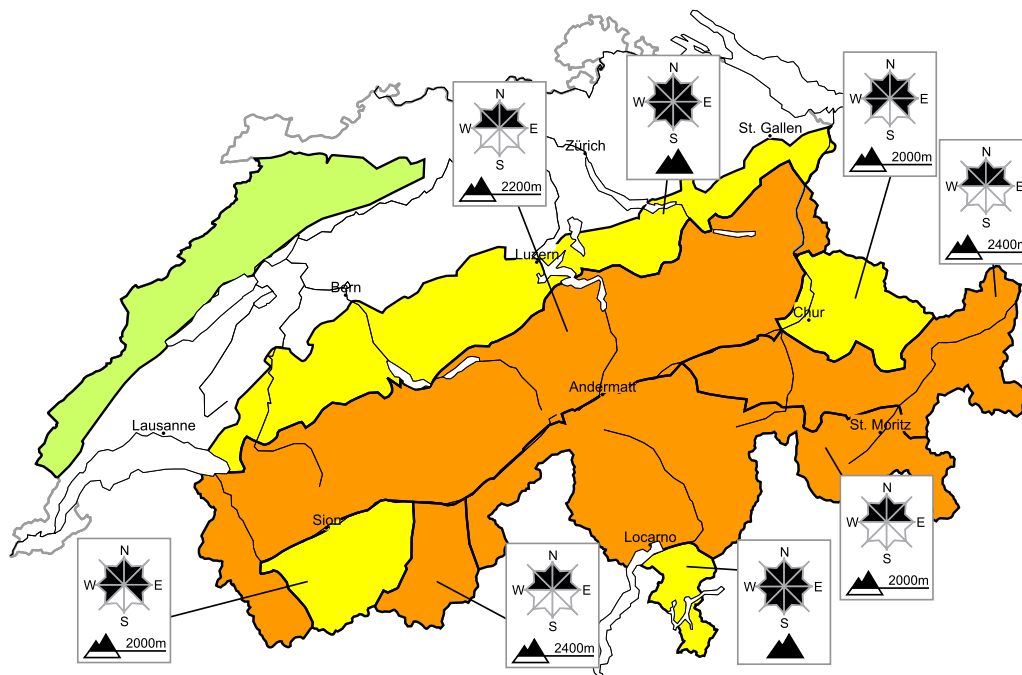 N
W E
S
2200m
N
W E
S
N
W E
S
2000m
N
W E
S
2400m
St. Gallen
Zürich
Luzern
Bern
Chur
Andermatt
Lausanne
St. Moritz
Sion
Locarno
N
W E
S
2000m
N
W E
S
2000m
N
W E
S
2400m
N
W E
S